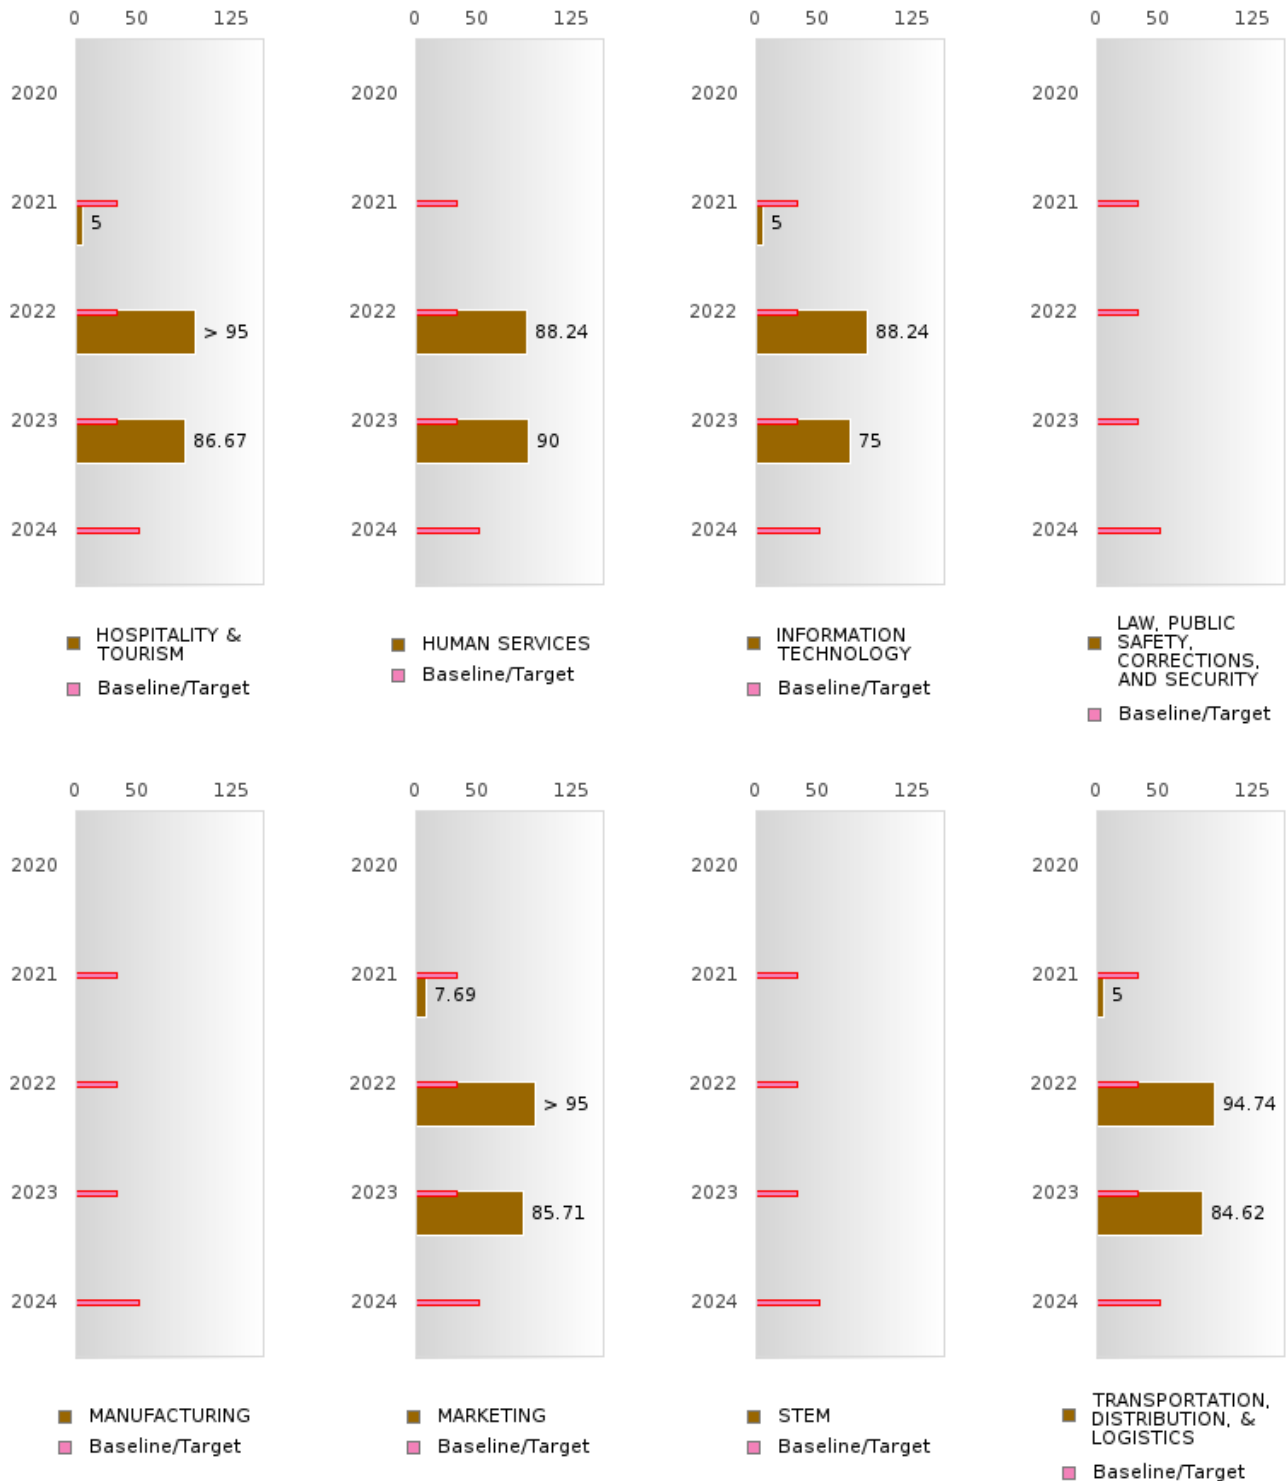 0 50 125
2020
2021
5
2022
> 95
2023
86.67
2024
HOSPITALITY &
TOURISM
Baseline/Target
0 50 125
2020
2021
2022
88.24
2023
90
2024
HUMAN SERVICES
Baseline/Target
0 50 125
2020
2021
5
2022
88.24
2023
75
2024
INFORMATION
TECHNOLOGY
Baseline/Target
0 50 125
2020
2021
2022
2023
2024
LAW, PUBLIC
SAFETY,
CORRECTIONS,
AND SECURITY
Baseline/Target
0 50 125
2020
2021
2022
2023
2024
MANUFACTURING
Baseline/Target
0 50 125
2020
2021
7.69
2022
> 95
2023
85.71
2024
MARKETING
Baseline/Target
0 50 125
2020
2021
2022
2023
2024
STEM
Baseline/Target
0 50 125
2020
2021
5
2022
94.74
2023
84.62
2024
TRANSPORTATION,
DISTRIBUTION, &
LOGISTICS
Baseline/Target